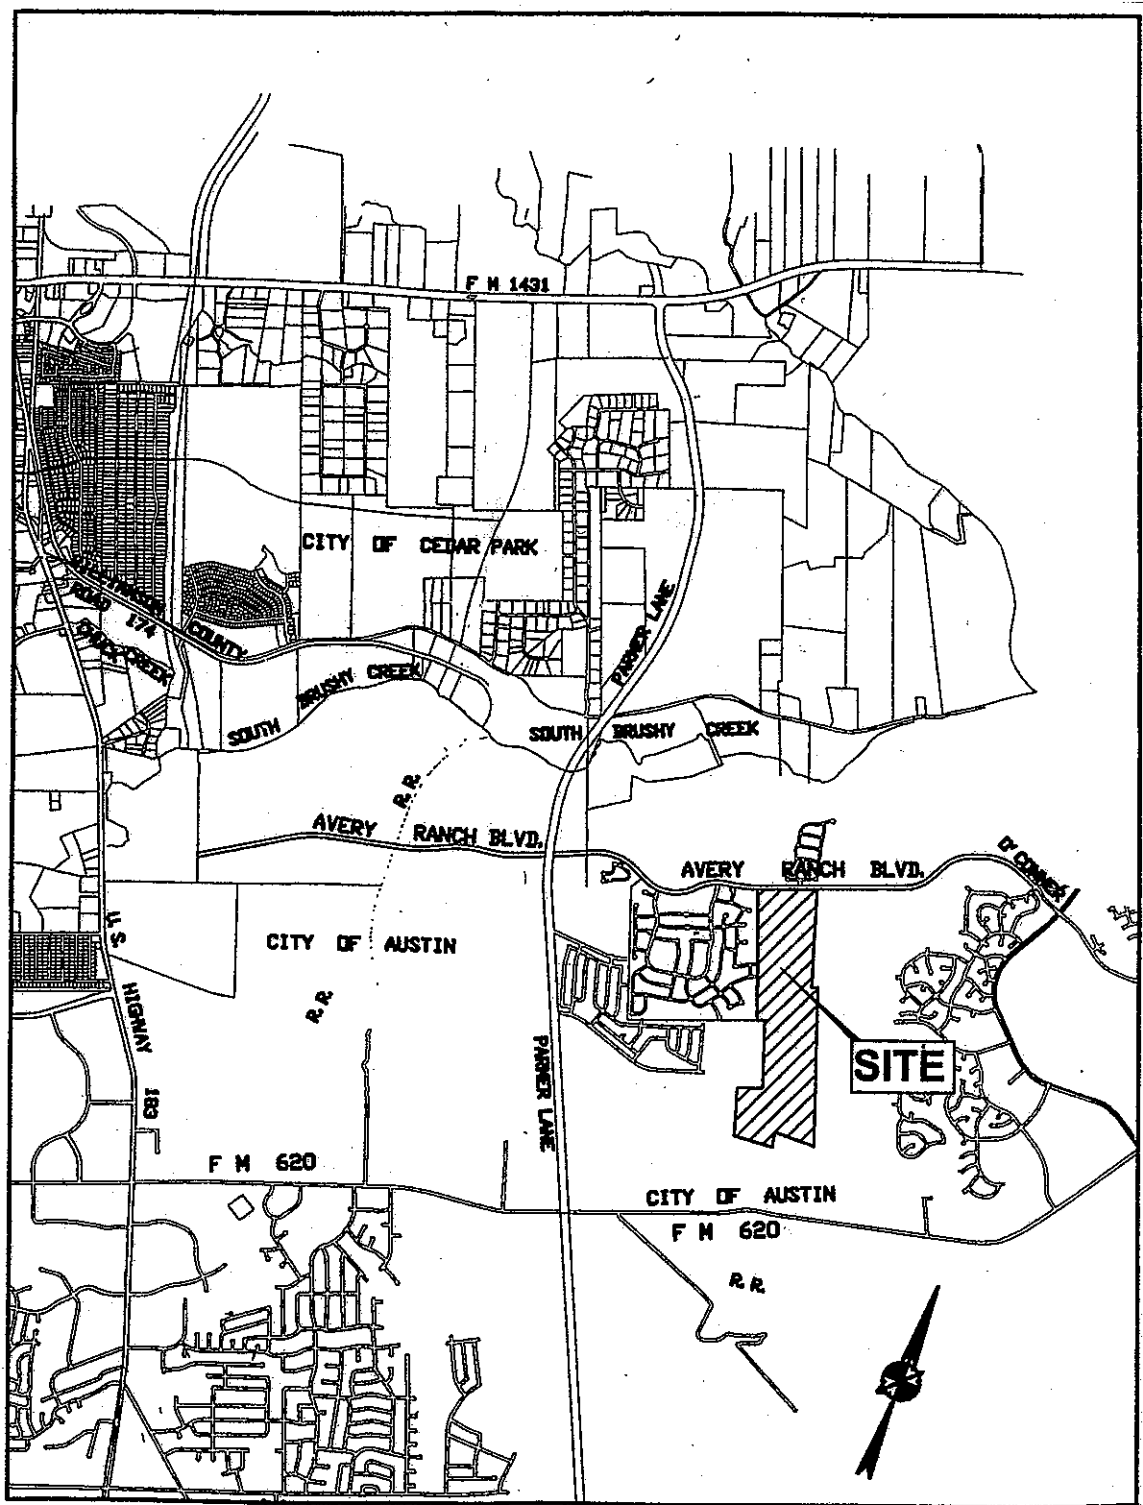 F M 1431
CITY OF CEDAR PARK
ROAD 174
COUNTY
CREEK
PARMER LANE
SOUTH BRUSHY CREEK
SOUTH BRUSHY CREEK
R. R.
AVERY RANCH BLVD.
AVERY RANCH BLVD.
O' CONNER
U. S. HIGHWAY 183
CITY OF AUSTIN
R. R.
PARMER LANE
SITE
F M 620
CITY OF AUSTIN
F M 620
R. R.